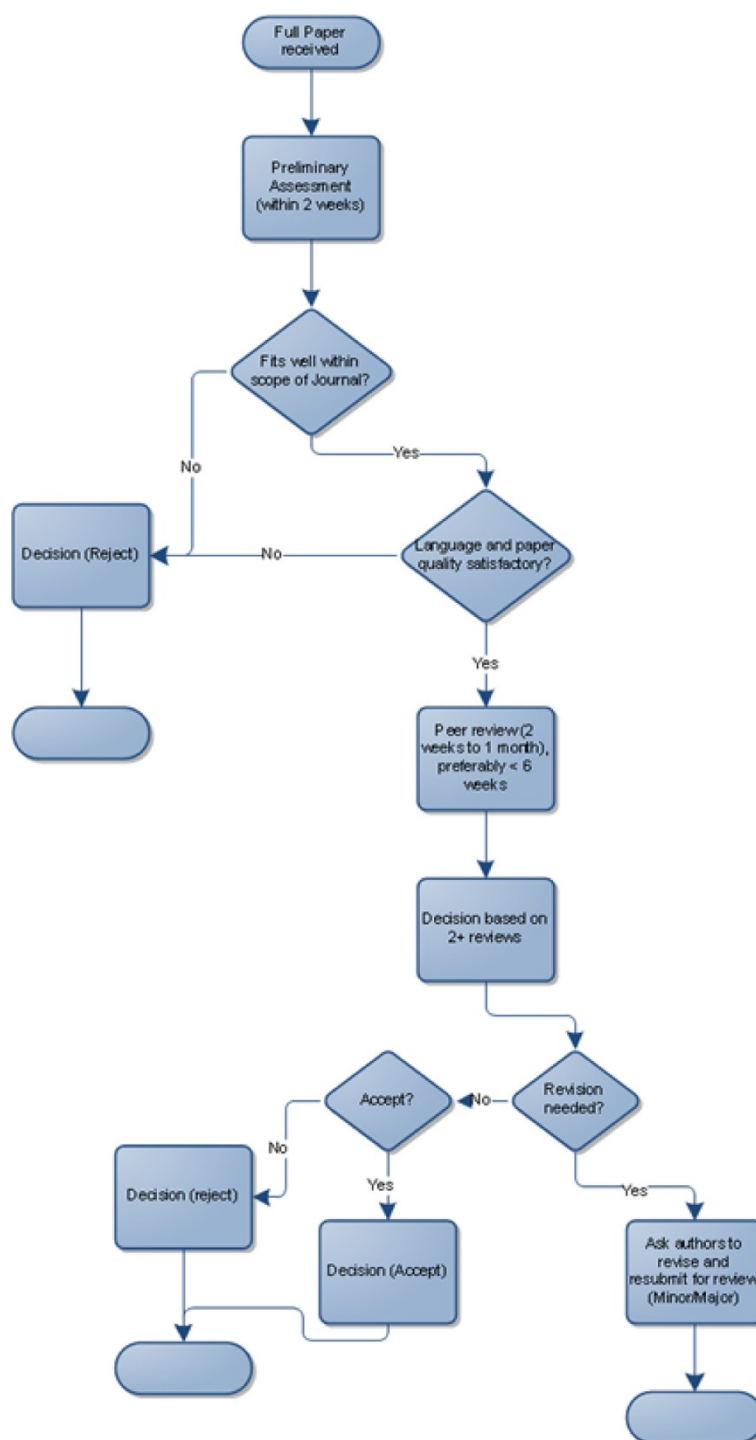 Full Paper
received
Preliminary
Assessment
(within 2 weeks)
Fits well within
scope of Journal?
No
Yes
Decision (Reject)
No
Language and paper
quality satisfactory?
Yes
Peer review (2
weeks to 1 month),
preferably < 6
weeks
Decision based on
2+ reviews
Accept?
No
Revision
needed?
No
Yes
Yes
Decision (reject)
Decision (Accept)
Ask authors to
revise and
resubmit for review
(Minor/Major)